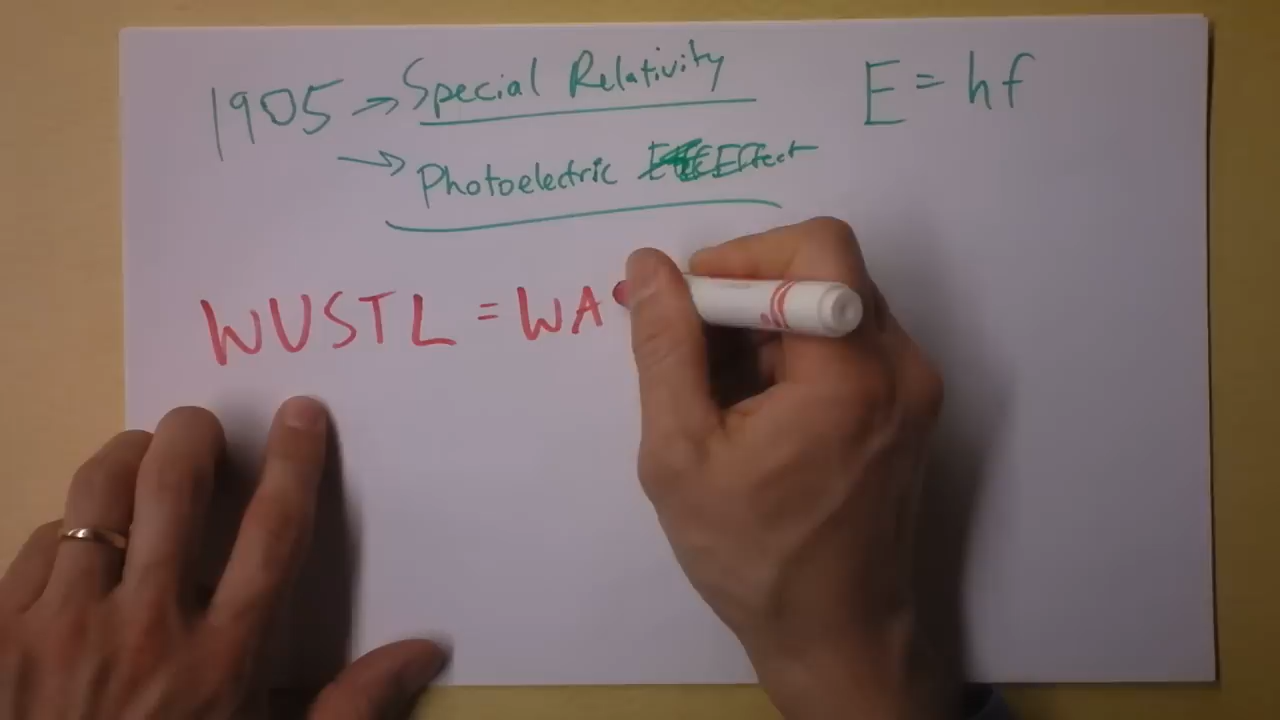 1905 → Special Relativity
E = hf
→ Photoelectric Effect
WUSTL = WA